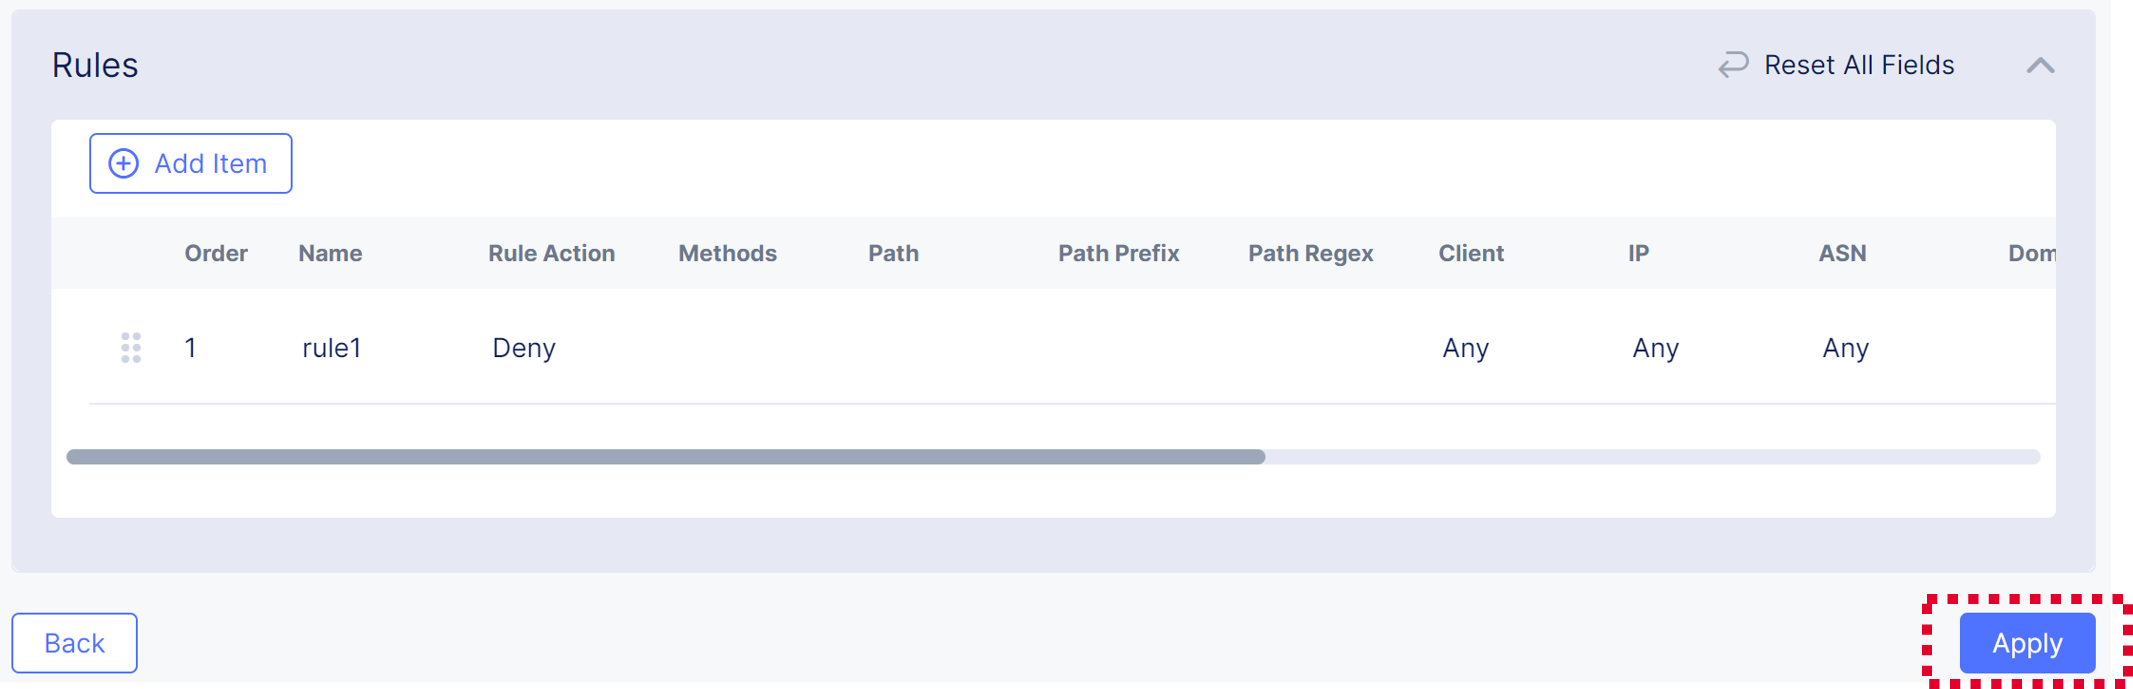 Rules
Reset All Fields
Add Item
Order Name Rule Action Methods Path Path Prefix Path Regex Client IP ASN Dom
1 rule1 Deny Any Any Any
Back
Apply